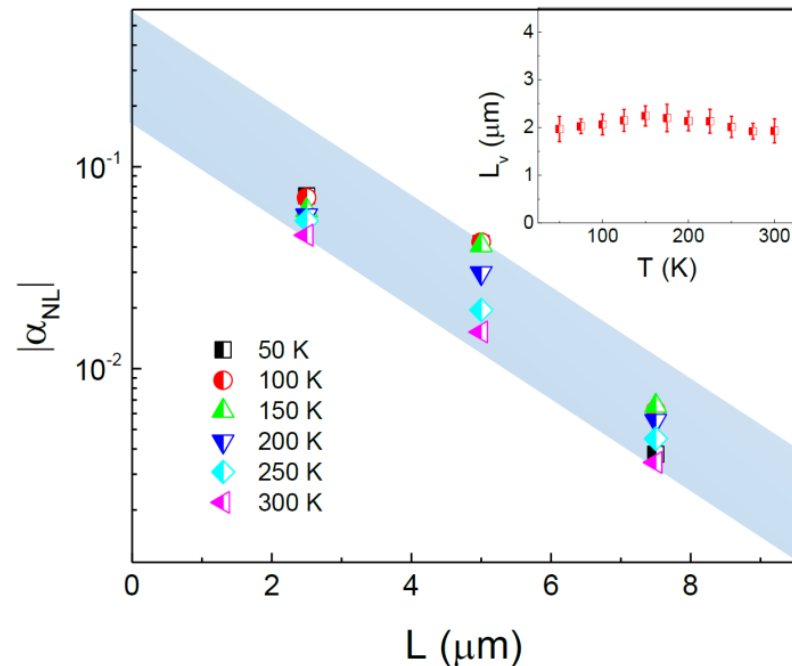 |α_NL|
10^-1
10^-2
50 K
100 K
150 K
200 K
250 K
300 K
0 2 4 6 8
L (μm)
L_v (μm)
4
3
2
1
0
100 200 300
T (K)